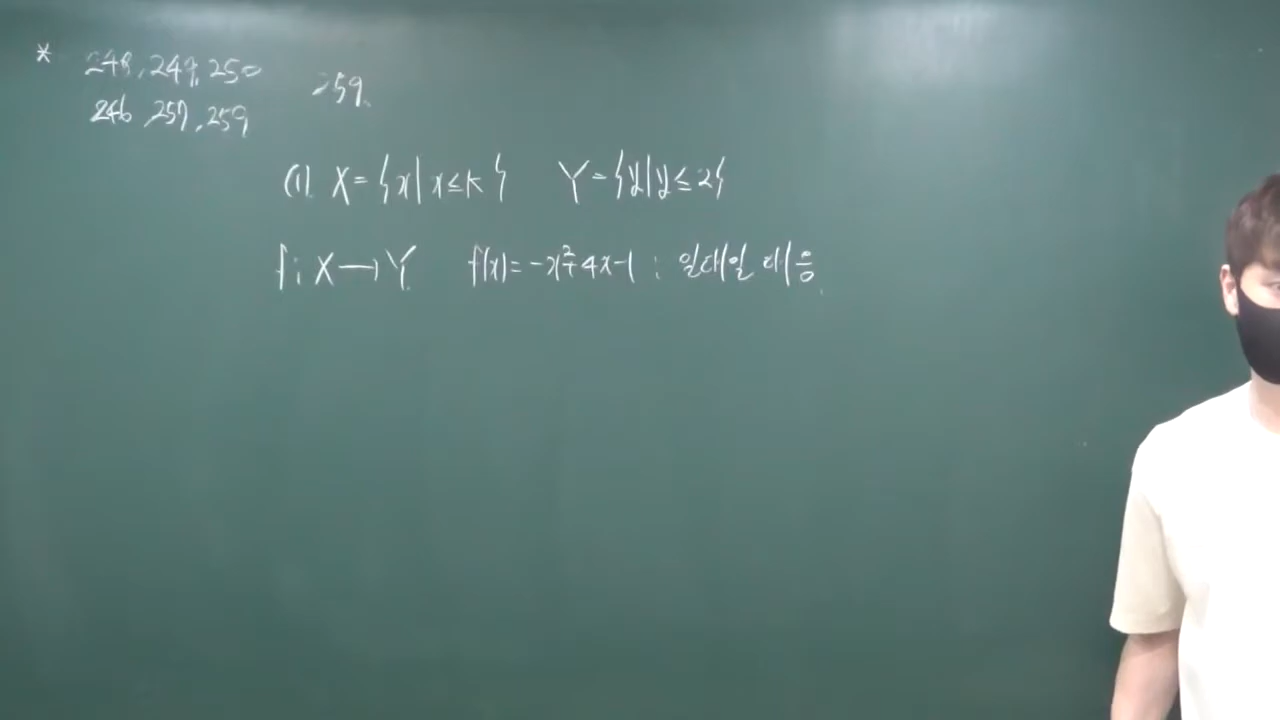 * 248, 249, 250
246, 257, 259
259.
(1) X = {x | x ≤ k} Y = {y | y ≤ 2}
f : X → Y f(x) = -x²+4x-1 : 일대일 대응